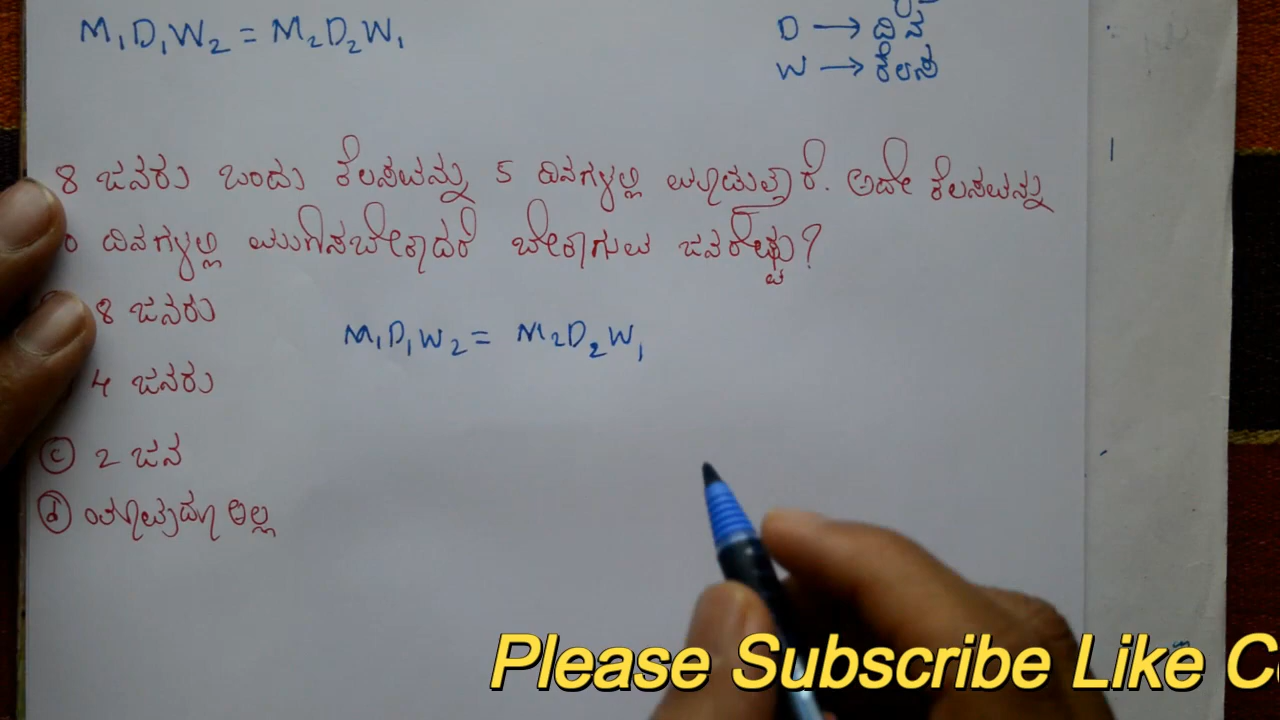 M₁D₁W₂ = M₂D₂W₁
D → ದಿನ
W → ಕೆಲಸ
8 ಜನರು ಒಂದು ಕೆಲಸವನ್ನು 5 ದಿನಗಳಲ್ಲಿ ಮಾಡುತ್ತಾರೆ. ಅದೇ ಕೆಲಸವನ್ನು
ದಿನಗಳಲ್ಲಿ ಮುಗಿಸಬೇಕಾದರೆ ಬೇಕಾಗುವ ಜನರೆಷ್ಟು?
8 ಜನರು
M₁D₁W₂ = M₂D₂W₁
4 ಜನರು
ⓒ 2 ಜನ
ⓓ ಯಾವುದೂ ಅಲ್ಲ
Please Subscribe Like